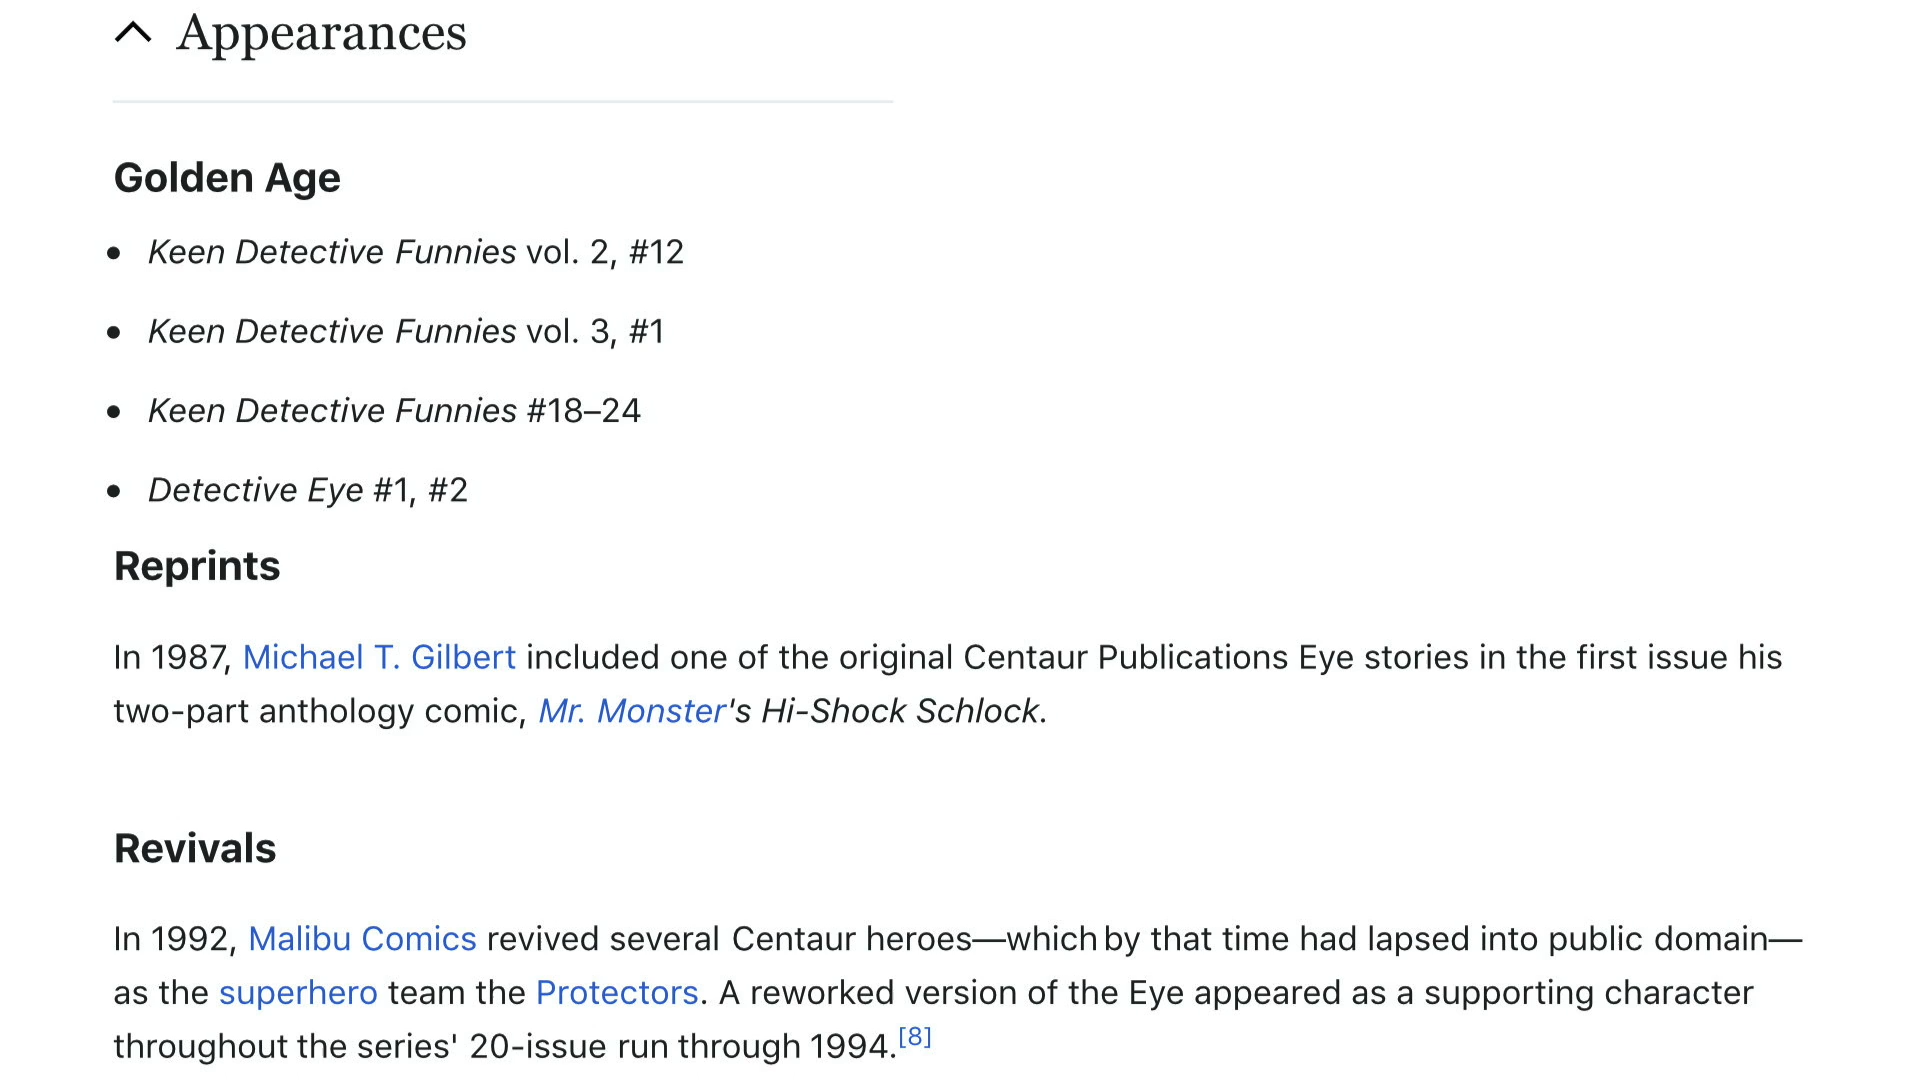 Appearances
Golden Age
• Keen Detective Funnies vol. 2, #12
• Keen Detective Funnies vol. 3, #1
• Keen Detective Funnies #18–24
• Detective Eye #1, #2
Reprints
In 1987, Michael T. Gilbert included one of the original Centaur Publications Eye stories in the first issue his
two-part anthology comic, Mr. Monster's Hi-Shock Schlock.
Revivals
In 1992, Malibu Comics revived several Centaur heroes—which by that time had lapsed into public domain—
as the superhero team the Protectors. A reworked version of the Eye appeared as a supporting character
throughout the series' 20-issue run through 1994.[8]